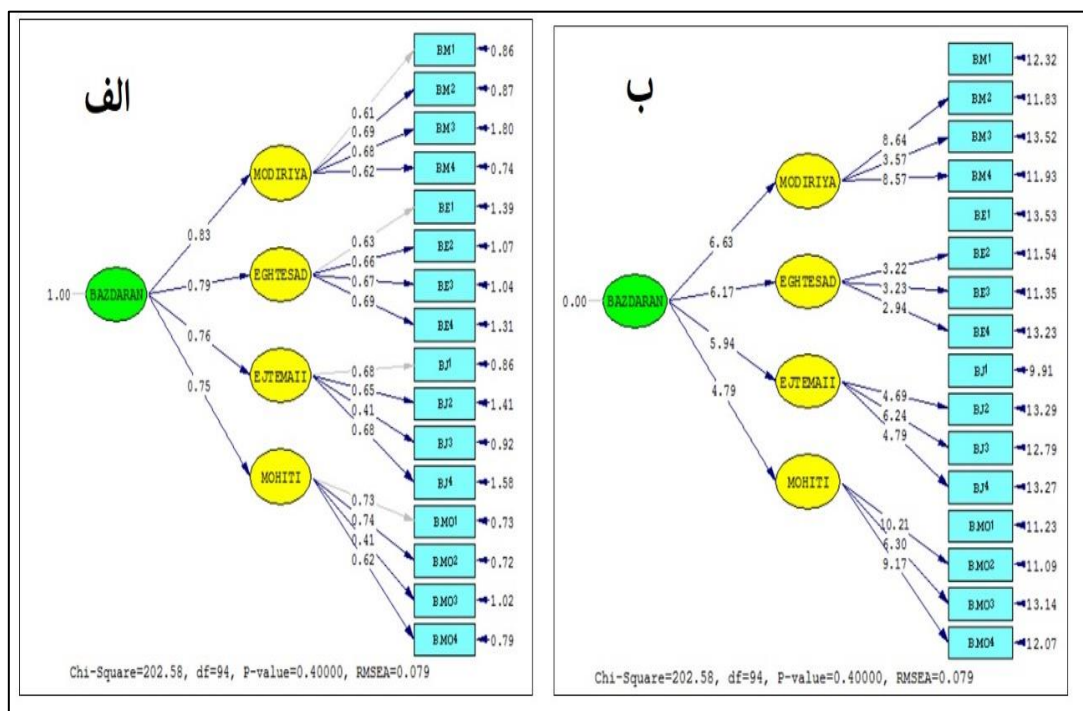 الف
BAZDARAN
1.00
0.83
0.79
0.76
0.75
MODIRIYA
EGHTESAD
EJTEMAII
MOHITI
0.61
0.69
0.68
0.62
0.63
0.66
0.67
0.69
0.68
0.65
0.41
0.68
0.73
0.74
0.41
0.62
BM1 0.86
BM2 0.87
BM3 1.80
BM4 0.74
BE1 1.39
BE2 1.07
BE3 1.04
BE4 1.31
BJ1 0.86
BJ2 1.41
BJ3 0.92
BJ4 1.58
BMO1 0.73
BMO2 0.72
BMO3 1.02
BMO4 0.79
Chi-Square=202.58, df=94, P-value=0.40000, RMSEA=0.079
ب
0.00
BAZDARAN
6.63
6.17
5.94
4.79
MODIRIYA
EGHTESAD
EJTEMAII
MOHITI
8.64
3.57
8.57
3.22
3.23
2.94
4.69
6.24
4.79
10.21
6.30
9.17
BM1 12.32
BM2 11.83
BM3 13.52
BM4 11.93
BE1 13.53
BE2 11.54
BE3 11.35
BE4 13.23
BJ1 9.91
BJ2 13.29
BJ3 12.79
BJ4 13.27
BMO1 11.23
BMO2 11.09
BMO3 13.14
BMO4 12.07
Chi-Square=202.58, df=94, P-value=0.40000, RMSEA=0.079